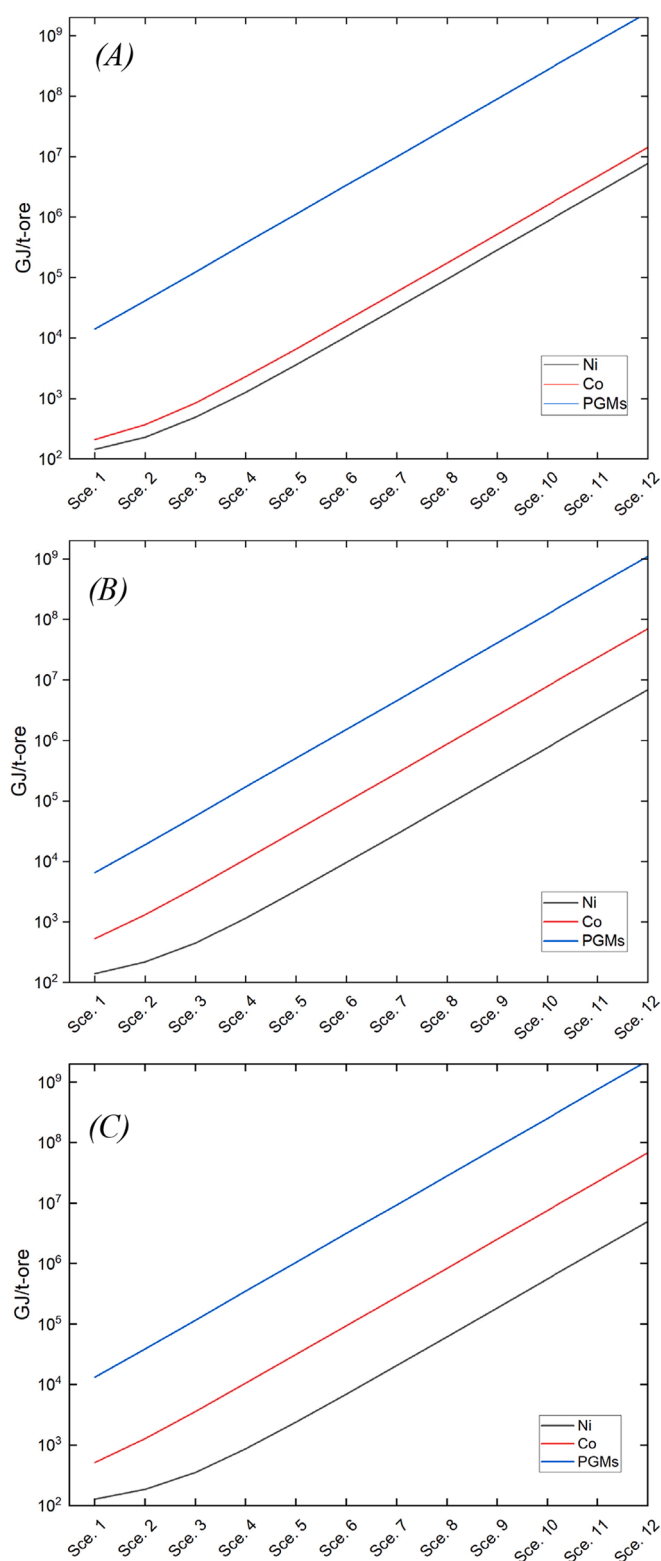 (A)
GJ/t-ore
10⁹
10⁸
10⁷
10⁶
10⁵
10⁴
10³
10²
Ni
Co
PGMs
Sce. 1
Sce. 2
Sce. 3
Sce. 4
Sce. 5
Sce. 6
Sce. 7
Sce. 8
Sce. 9
Sce. 10
Sce. 11
Sce. 12
(B)
GJ/t-ore
10⁹
10⁸
10⁷
10⁶
10⁵
10⁴
10³
10²
Ni
Co
PGMs
Sce. 1
Sce. 2
Sce. 3
Sce. 4
Sce. 5
Sce. 6
Sce. 7
Sce. 8
Sce. 9
Sce. 10
Sce. 11
Sce. 12
(C)
GJ/t-ore
10⁹
10⁸
10⁷
10⁶
10⁵
10⁴
10³
10²
Ni
Co
PGMs
Sce. 1
Sce. 2
Sce. 3
Sce. 4
Sce. 5
Sce. 6
Sce. 7
Sce. 8
Sce. 9
Sce. 10
Sce. 11
Sce. 12